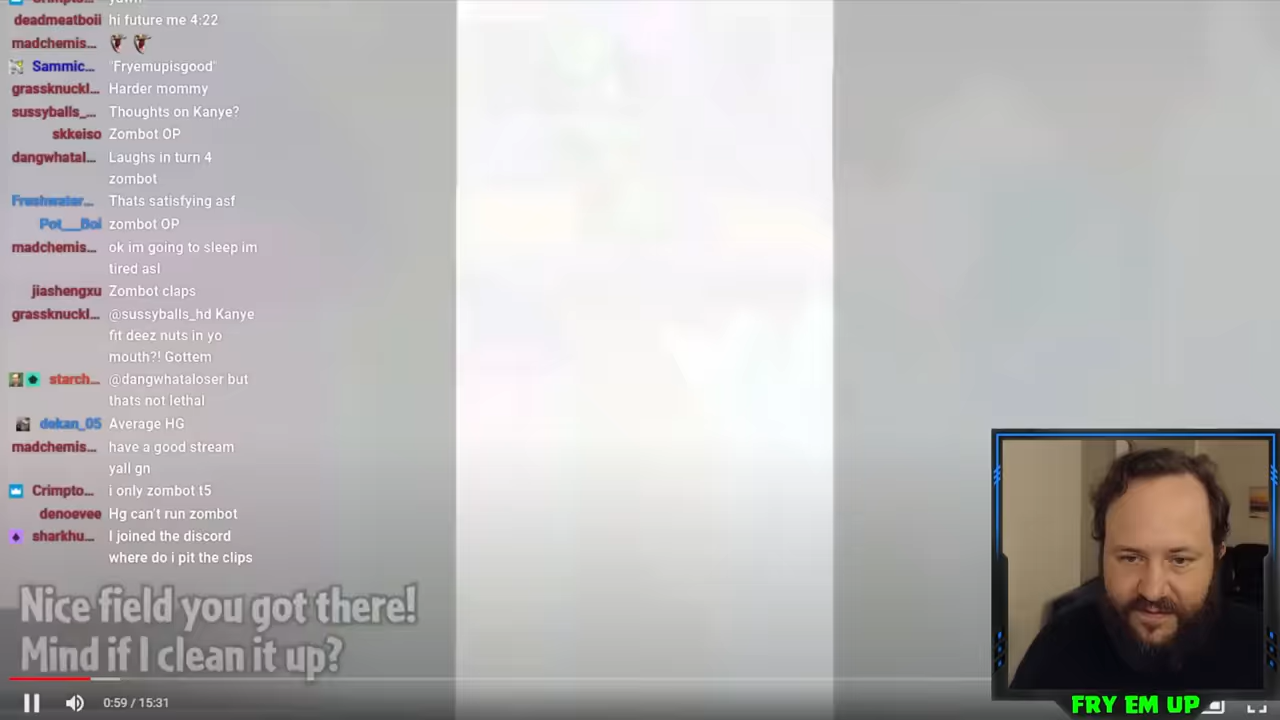 deadmeatboii hi future me 4:22
madchemis...
Sammic... "Fryemupisgood"
grassknuckl... Harder mommy
sussyballs_... Thoughts on Kanye?
skkeiso Zombot OP
dangwhatal... Laughs in turn 4
zombot
Freshwater... Thats satisfying asf
Pot___Boi zombot OP
madchemis... ok im going to sleep im
tired asl
jiashengxu Zombot claps
grassknuckl... @sussyballs_hd Kanye
fit deez nuts in yo
mouth?! Gottem
starch... @dangwhataloser but
thats not lethal
dekan_05 Average HG
madchemis... have a good stream
yall gn
Crimpto... i only zombot t5
denoevee Hg can't run zombot
sharkhu... I joined the discord
where do i pit the clips
Nice field you got there!
Mind if I clean it up?
0:59 / 15:31
FRY EM UP